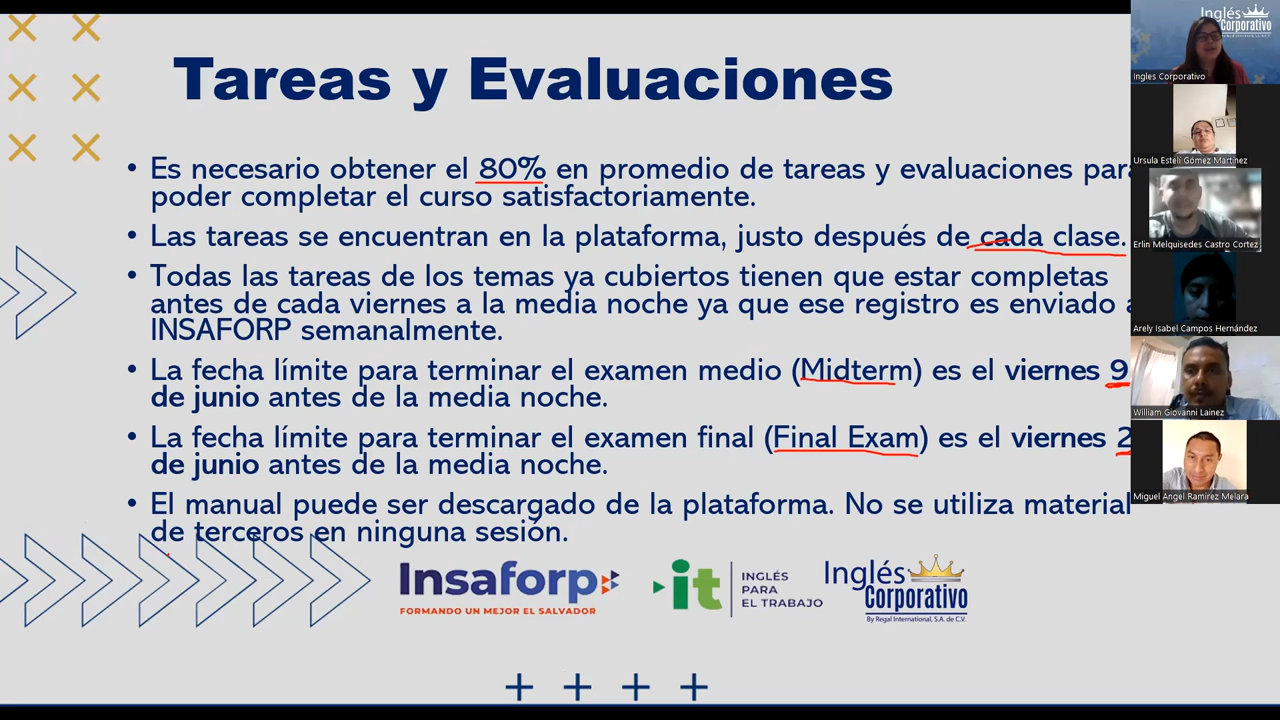 Tareas y Evaluaciones
• Es necesario obtener el 80% en promedio de tareas y evaluaciones para
poder completar el curso satisfactoriamente.
• Las tareas se encuentran en la plataforma, justo después de cada clase.
• Todas las tareas de los temas ya cubiertos tienen que estar completas
antes de cada viernes a la media noche ya que ese registro es enviado a
INSAFORP semanalmente.
• La fecha límite para terminar el examen medio (Midterm) es el viernes 9
de junio antes de la media noche.
• La fecha límite para terminar el examen final (Final Exam) es el viernes 2
de junio antes de la media noche.
• El manual puede ser descargado de la plataforma. No se utiliza material
de terceros en ninguna sesión.
Insaforp
FORMANDO UN MEJOR EL SALVADOR
it
INGLÉS
PARA
EL TRABAJO
Inglés
Corporativo
By Regal International, S.A. de C.V.
Inglés
Corporativo
Ingles Corporativo
Ursula Estelí Gómez Martínez
Erlin Melquisedes Castro Cortez
Arely Isabel Campos Hernández
William Giovanni Lainez
Miguel Angel Ramirez Melara